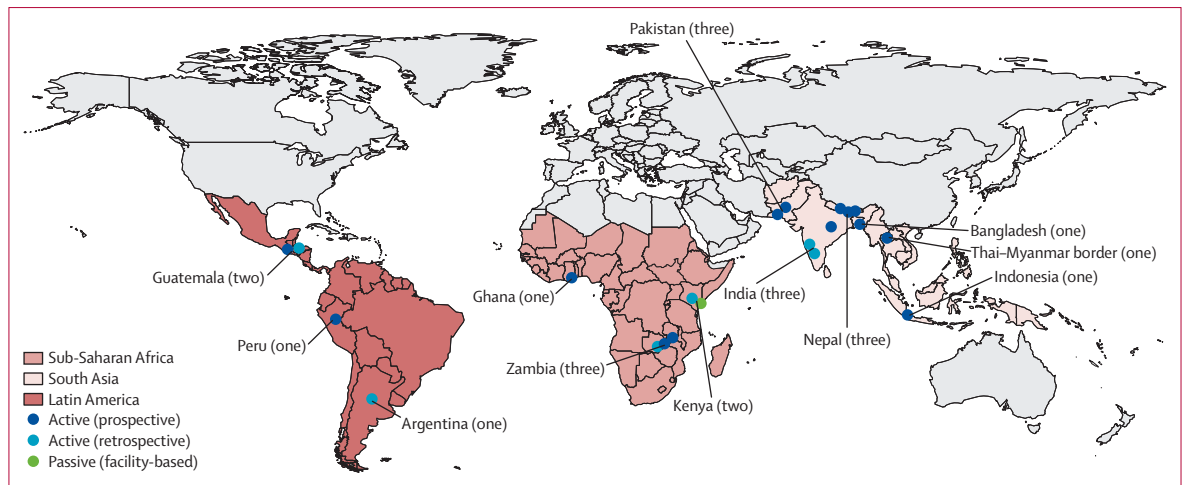 Pakistan (three)
Bangladesh (one)
Thai–Myanmar border (one)
Guatemala (two)
Indonesia (one)
Ghana (one)
India (three)
Nepal (three)
Peru (one)
Sub-Saharan Africa
Zambia (three)
South Asia
Latin America
Kenya (two)
Active (prospective)
Argentina (one)
Active (retrospective)
Passive (facility-based)